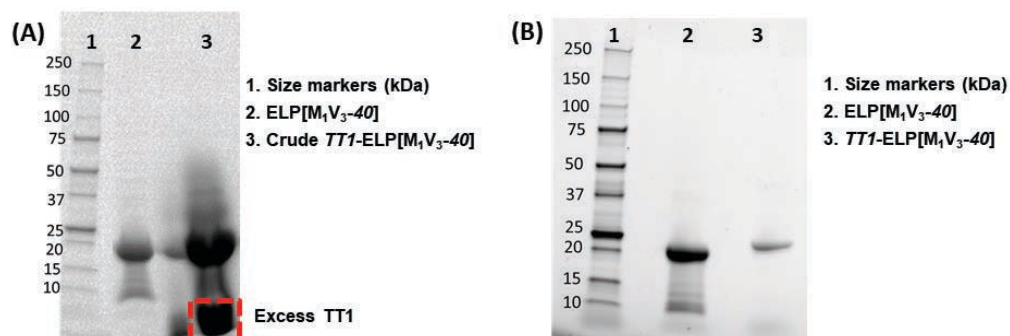 (A)
1 2 3
250
150
100
75
50
37
25
20
15
10
1. Size markers (kDa)
2. ELP[M₁V₃-40]
3. Crude TT1-ELP[M₁V₃-40]
Excess TT1
(B)
1 2 3
250
150
100
75
50
37
25
20
15
10
1. Size markers (kDa)
2. ELP[M₁V₃-40]
3. TT1-ELP[M₁V₃-40]